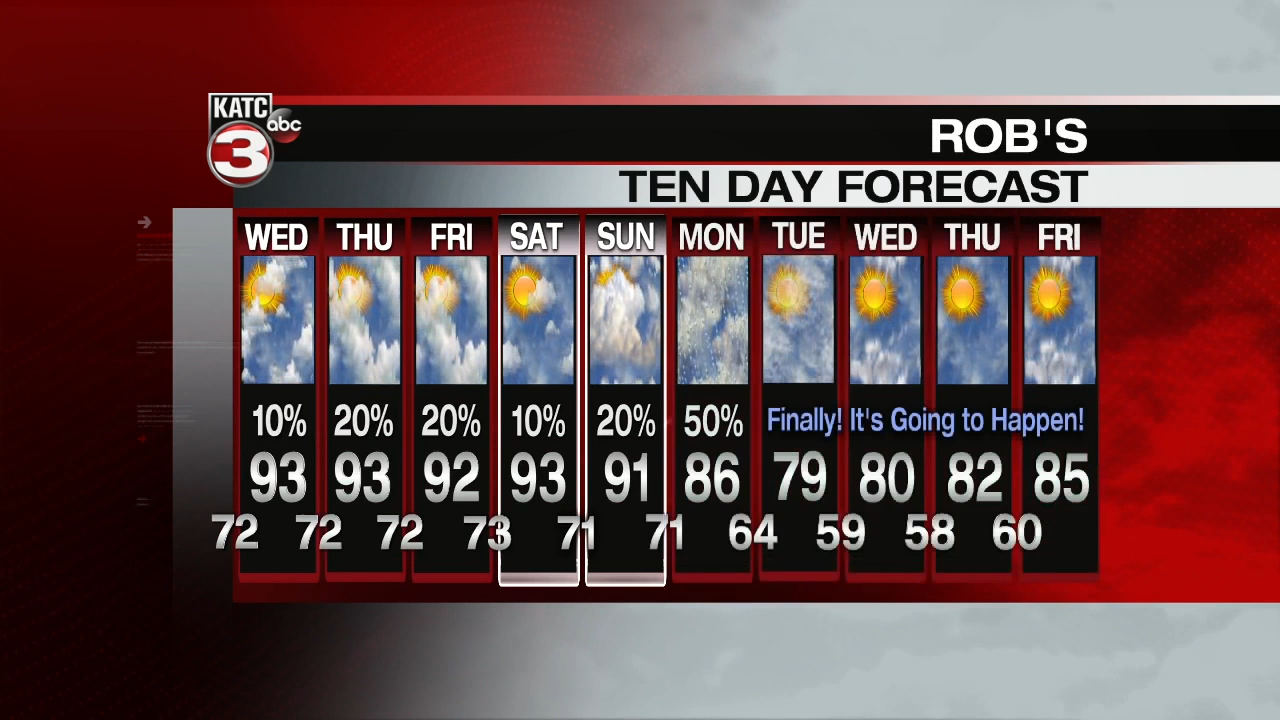 KATC
abc
3
ROB'S
TEN DAY FORECAST
WED THU FRI SAT SUN MON TUE WED THU FRI
10% 20% 20% 10% 20% 50% Finally! It's Going to Happen!
93 93 92 93 91 86 79 80 82 85
72 72 72 73 71 71 64 59 58 60